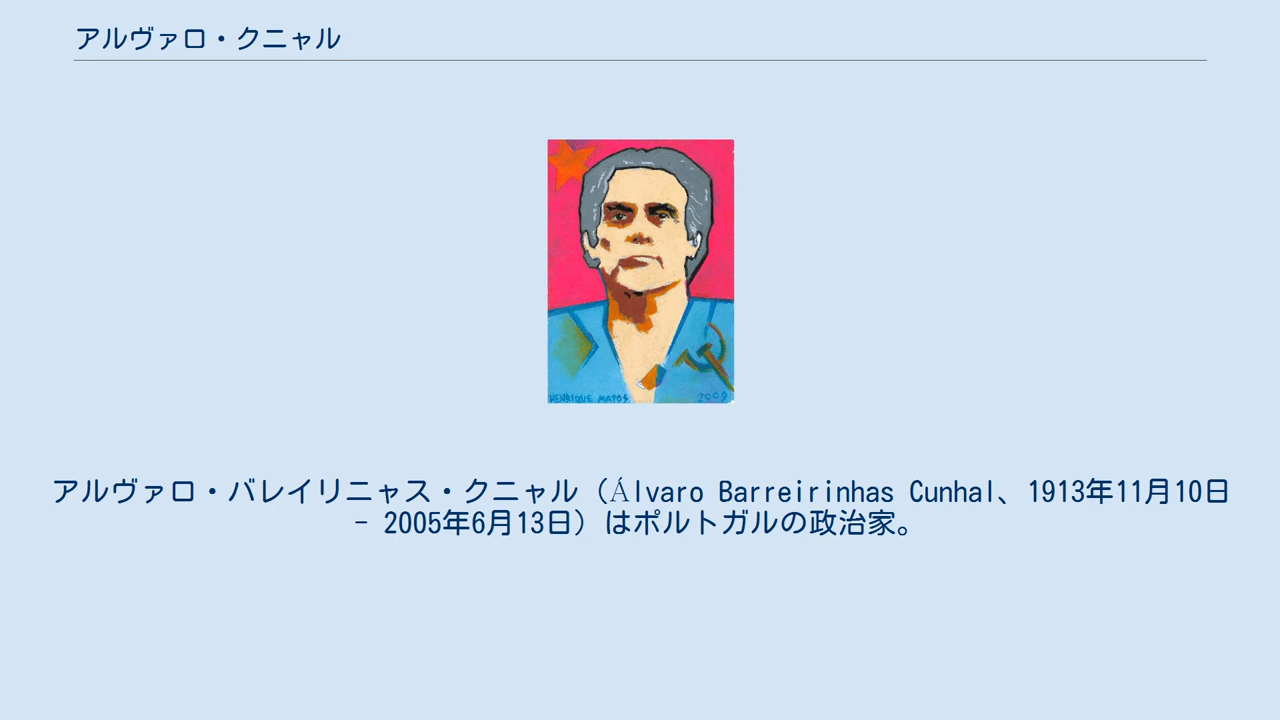 アルヴァロ・クニャル
HENRIQUE MATOS 2009
アルヴァロ・バレイリニャス・クニャル（Álvaro Barreirinhas Cunhal、1913年11月10日
- 2005年6月13日）はポルトガルの政治家。